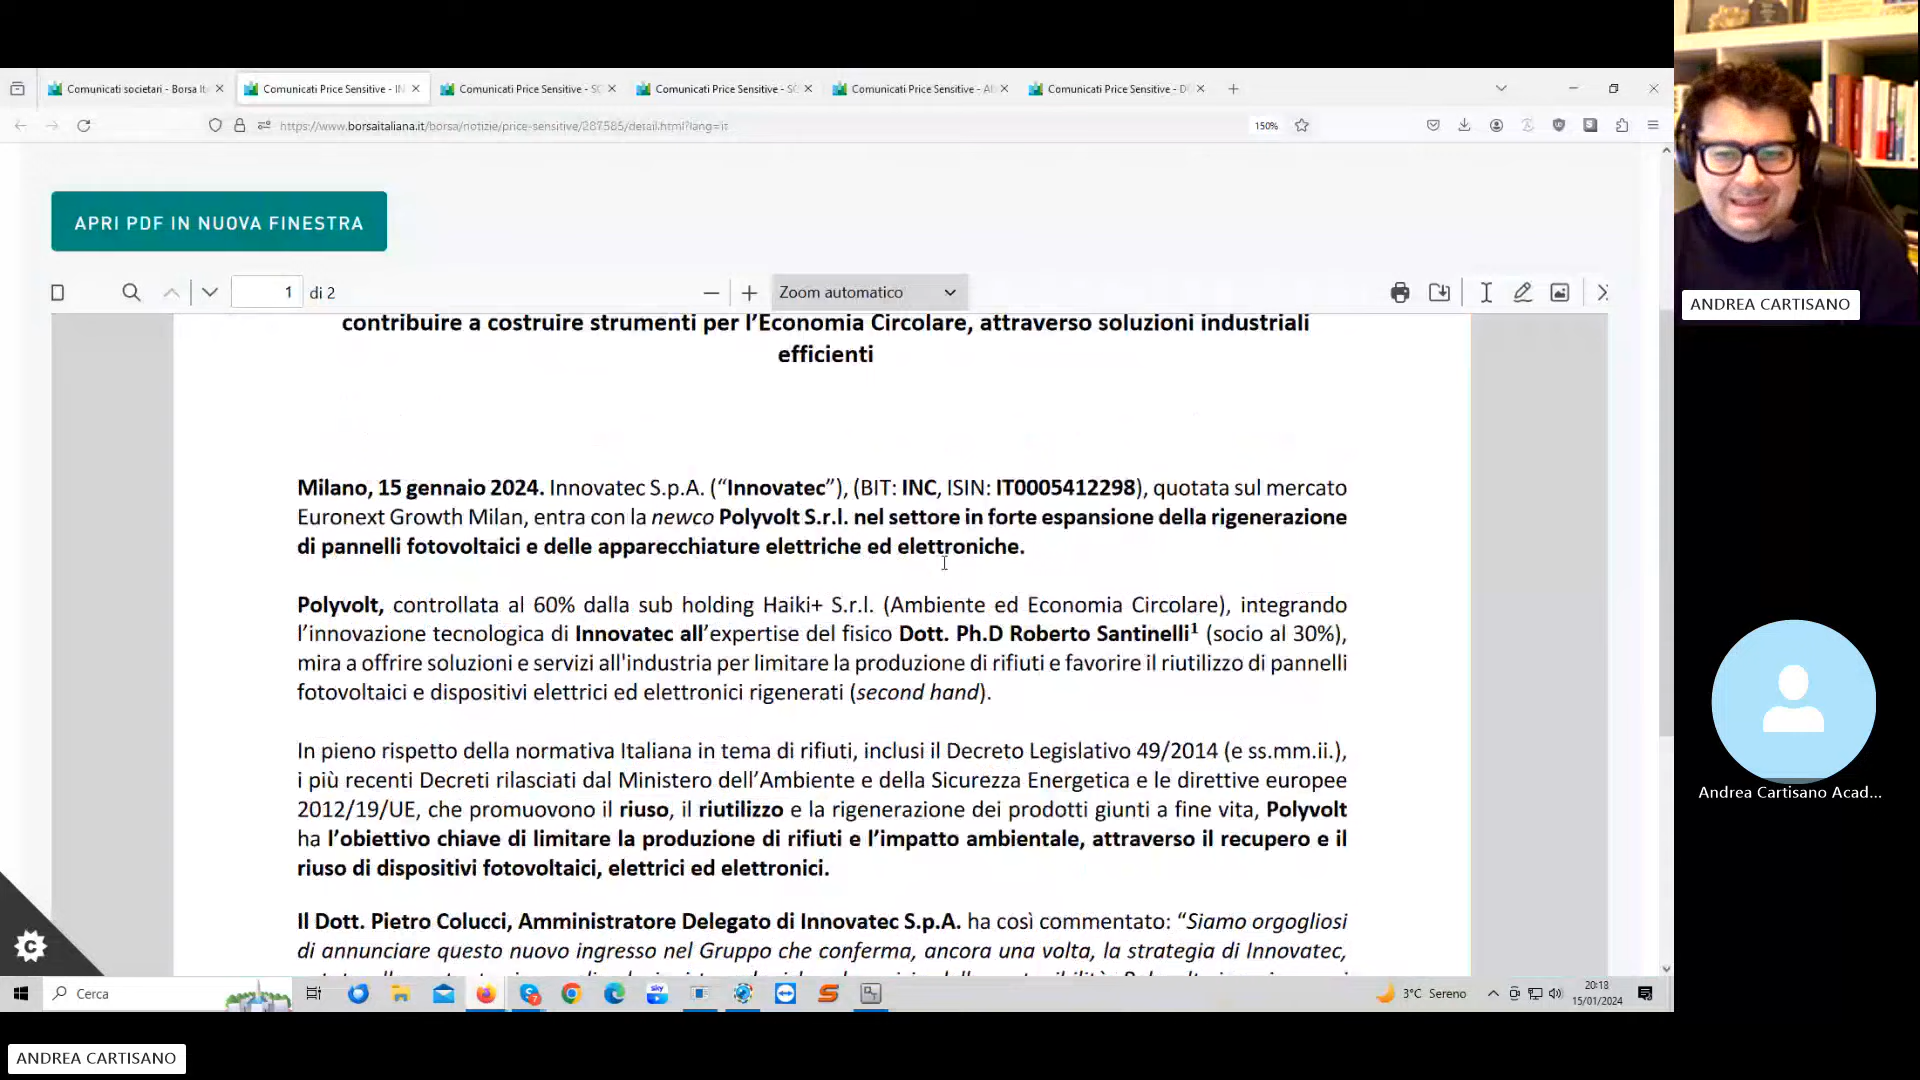 Comunicati societari - Borsa It
Comunicati Price Sensitive - IN
Comunicati Price Sensitive - SC
Comunicati Price Sensitive - SC
Comunicati Price Sensitive - Al
Comunicati Price Sensitive - D
https://www.borsaitaliana.it/borsa/notizie/price-sensitive/287585/detail.html?lang=it
150%
APRI PDF IN NUOVA FINESTRA
1 di 2
Zoom automatico
contribuire a costruire strumenti per l’Economia Circolare, attraverso soluzioni industriali
efficienti
Milano, 15 gennaio 2024. Innovatec S.p.A. (“Innovatec”), (BIT: INC, ISIN: IT0005412298), quotata sul mercato
Euronext Growth Milan, entra con la newco Polyvolt S.r.l. nel settore in forte espansione della rigenerazione
di pannelli fotovoltaici e delle apparecchiature elettriche ed elettroniche.
Polyvolt, controllata al 60% dalla sub holding Haiki+ S.r.l. (Ambiente ed Economia Circolare), integrando
l’innovazione tecnologica di Innovatec all’expertise del fisico Dott. Ph.D Roberto Santinelli¹ (socio al 30%),
mira a offrire soluzioni e servizi all'industria per limitare la produzione di rifiuti e favorire il riutilizzo di pannelli
fotovoltaici e dispositivi elettrici ed elettronici rigenerati (second hand).
In pieno rispetto della normativa Italiana in tema di rifiuti, inclusi il Decreto Legislativo 49/2014 (e ss.mm.ii.),
i più recenti Decreti rilasciati dal Ministero dell’Ambiente e della Sicurezza Energetica e le direttive europee
2012/19/UE, che promuovono il riuso, il riutilizzo e la rigenerazione dei prodotti giunti a fine vita, Polyvolt
ha l’obiettivo chiave di limitare la produzione di rifiuti e l’impatto ambientale, attraverso il recupero e il
riuso di dispositivi fotovoltaici, elettrici ed elettronici.
Il Dott. Pietro Colucci, Amministratore Delegato di Innovatec S.p.A. ha così commentato: “Siamo orgogliosi
di annunciare questo nuovo ingresso nel Gruppo che conferma, ancora una volta, la strategia di Innovatec,
Cerca
sky
3°C Sereno
20:18
15/01/2024
ANDREA CARTISANO
Andrea Cartisano Acad...
ANDREA CARTISANO